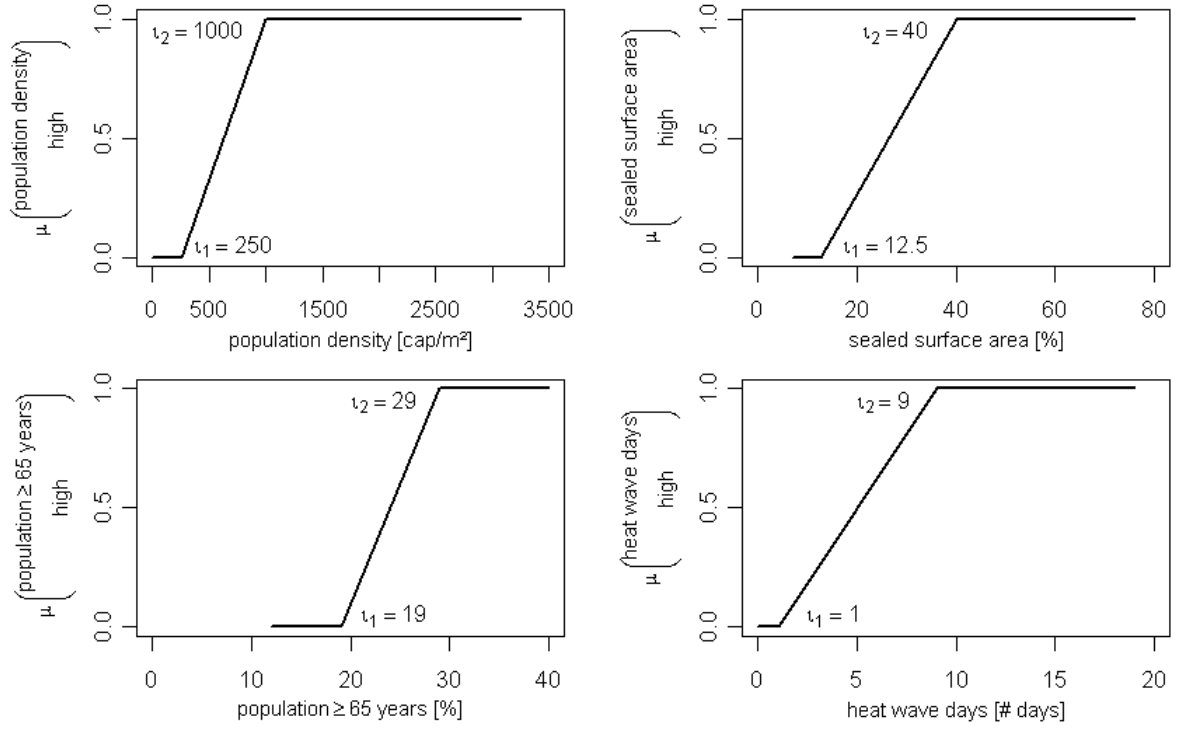 μ(population density
high)
1.0
0.5
0.0
ι₂ = 1000
ι₁ = 250
0 500 1500 2500 3500
population density [cap/m²]
μ(sealed surface area
high)
1.0
0.5
0.0
ι₂ = 40
ι₁ = 12.5
0 20 40 60 80
sealed surface area [%]
μ(population ≥ 65 years
high)
1.0
0.5
0.0
ι₂ = 29
ι₁ = 19
0 10 20 30 40
population ≥ 65 years [%]
μ(heat wave days
high)
1.0
0.5
0.0
ι₂ = 9
ι₁ = 1
0 5 10 15 20
heat wave days [# days]